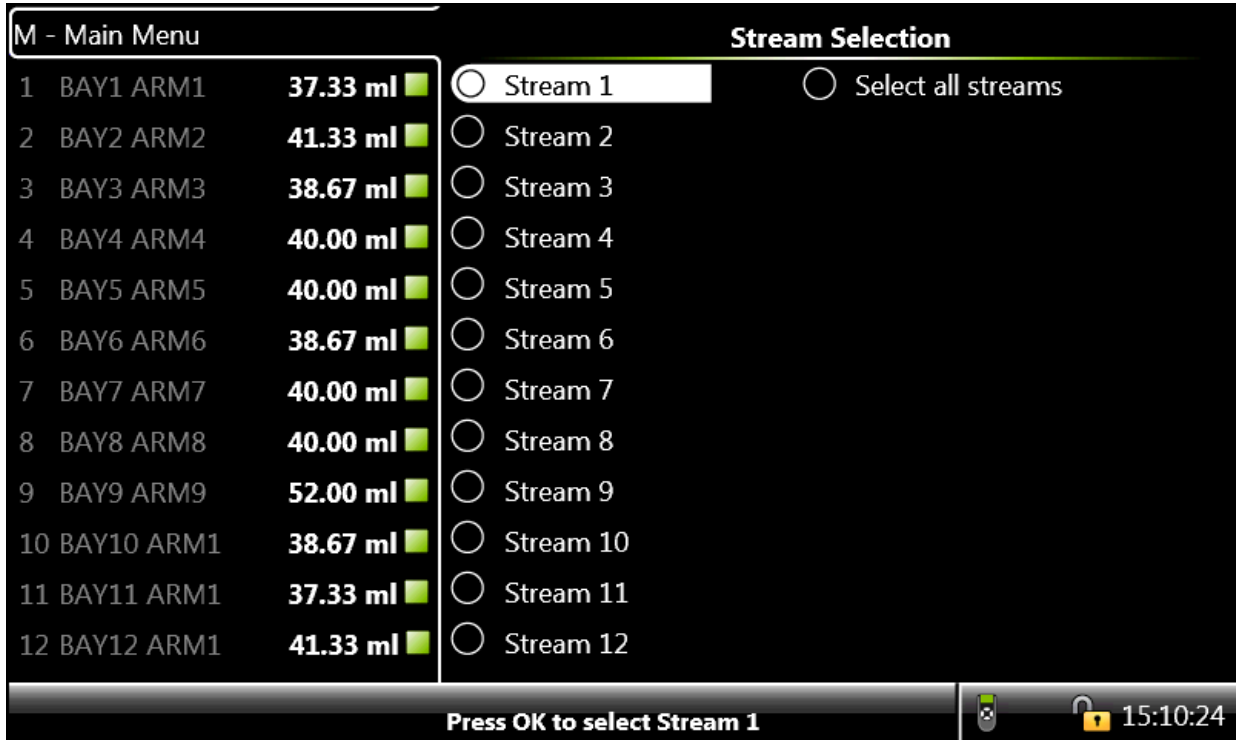 M - Main Menu
1 BAY1 ARM1 37.33 ml
2 BAY2 ARM2 41.33 ml
3 BAY3 ARM3 38.67 ml
4 BAY4 ARM4 40.00 ml
5 BAY5 ARM5 40.00 ml
6 BAY6 ARM6 38.67 ml
7 BAY7 ARM7 40.00 ml
8 BAY8 ARM8 40.00 ml
9 BAY9 ARM9 52.00 ml
10 BAY10 ARM1 38.67 ml
11 BAY11 ARM1 37.33 ml
12 BAY12 ARM1 41.33 ml
Stream Selection
Stream 1 Select all streams
Stream 2
Stream 3
Stream 4
Stream 5
Stream 6
Stream 7
Stream 8
Stream 9
Stream 10
Stream 11
Stream 12
Press OK to select Stream 1
15:10:24